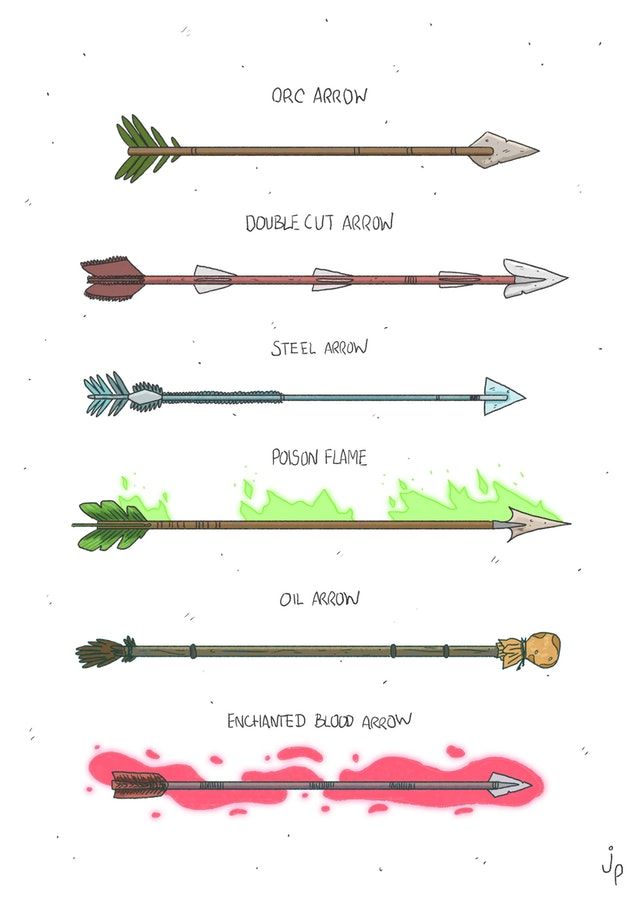 ORC ARROW
DOUBLE CUT ARROW
STEEL ARROW
POISON FLAME
OIL ARROW
ENCHANTED BLOOD ARROW
jp